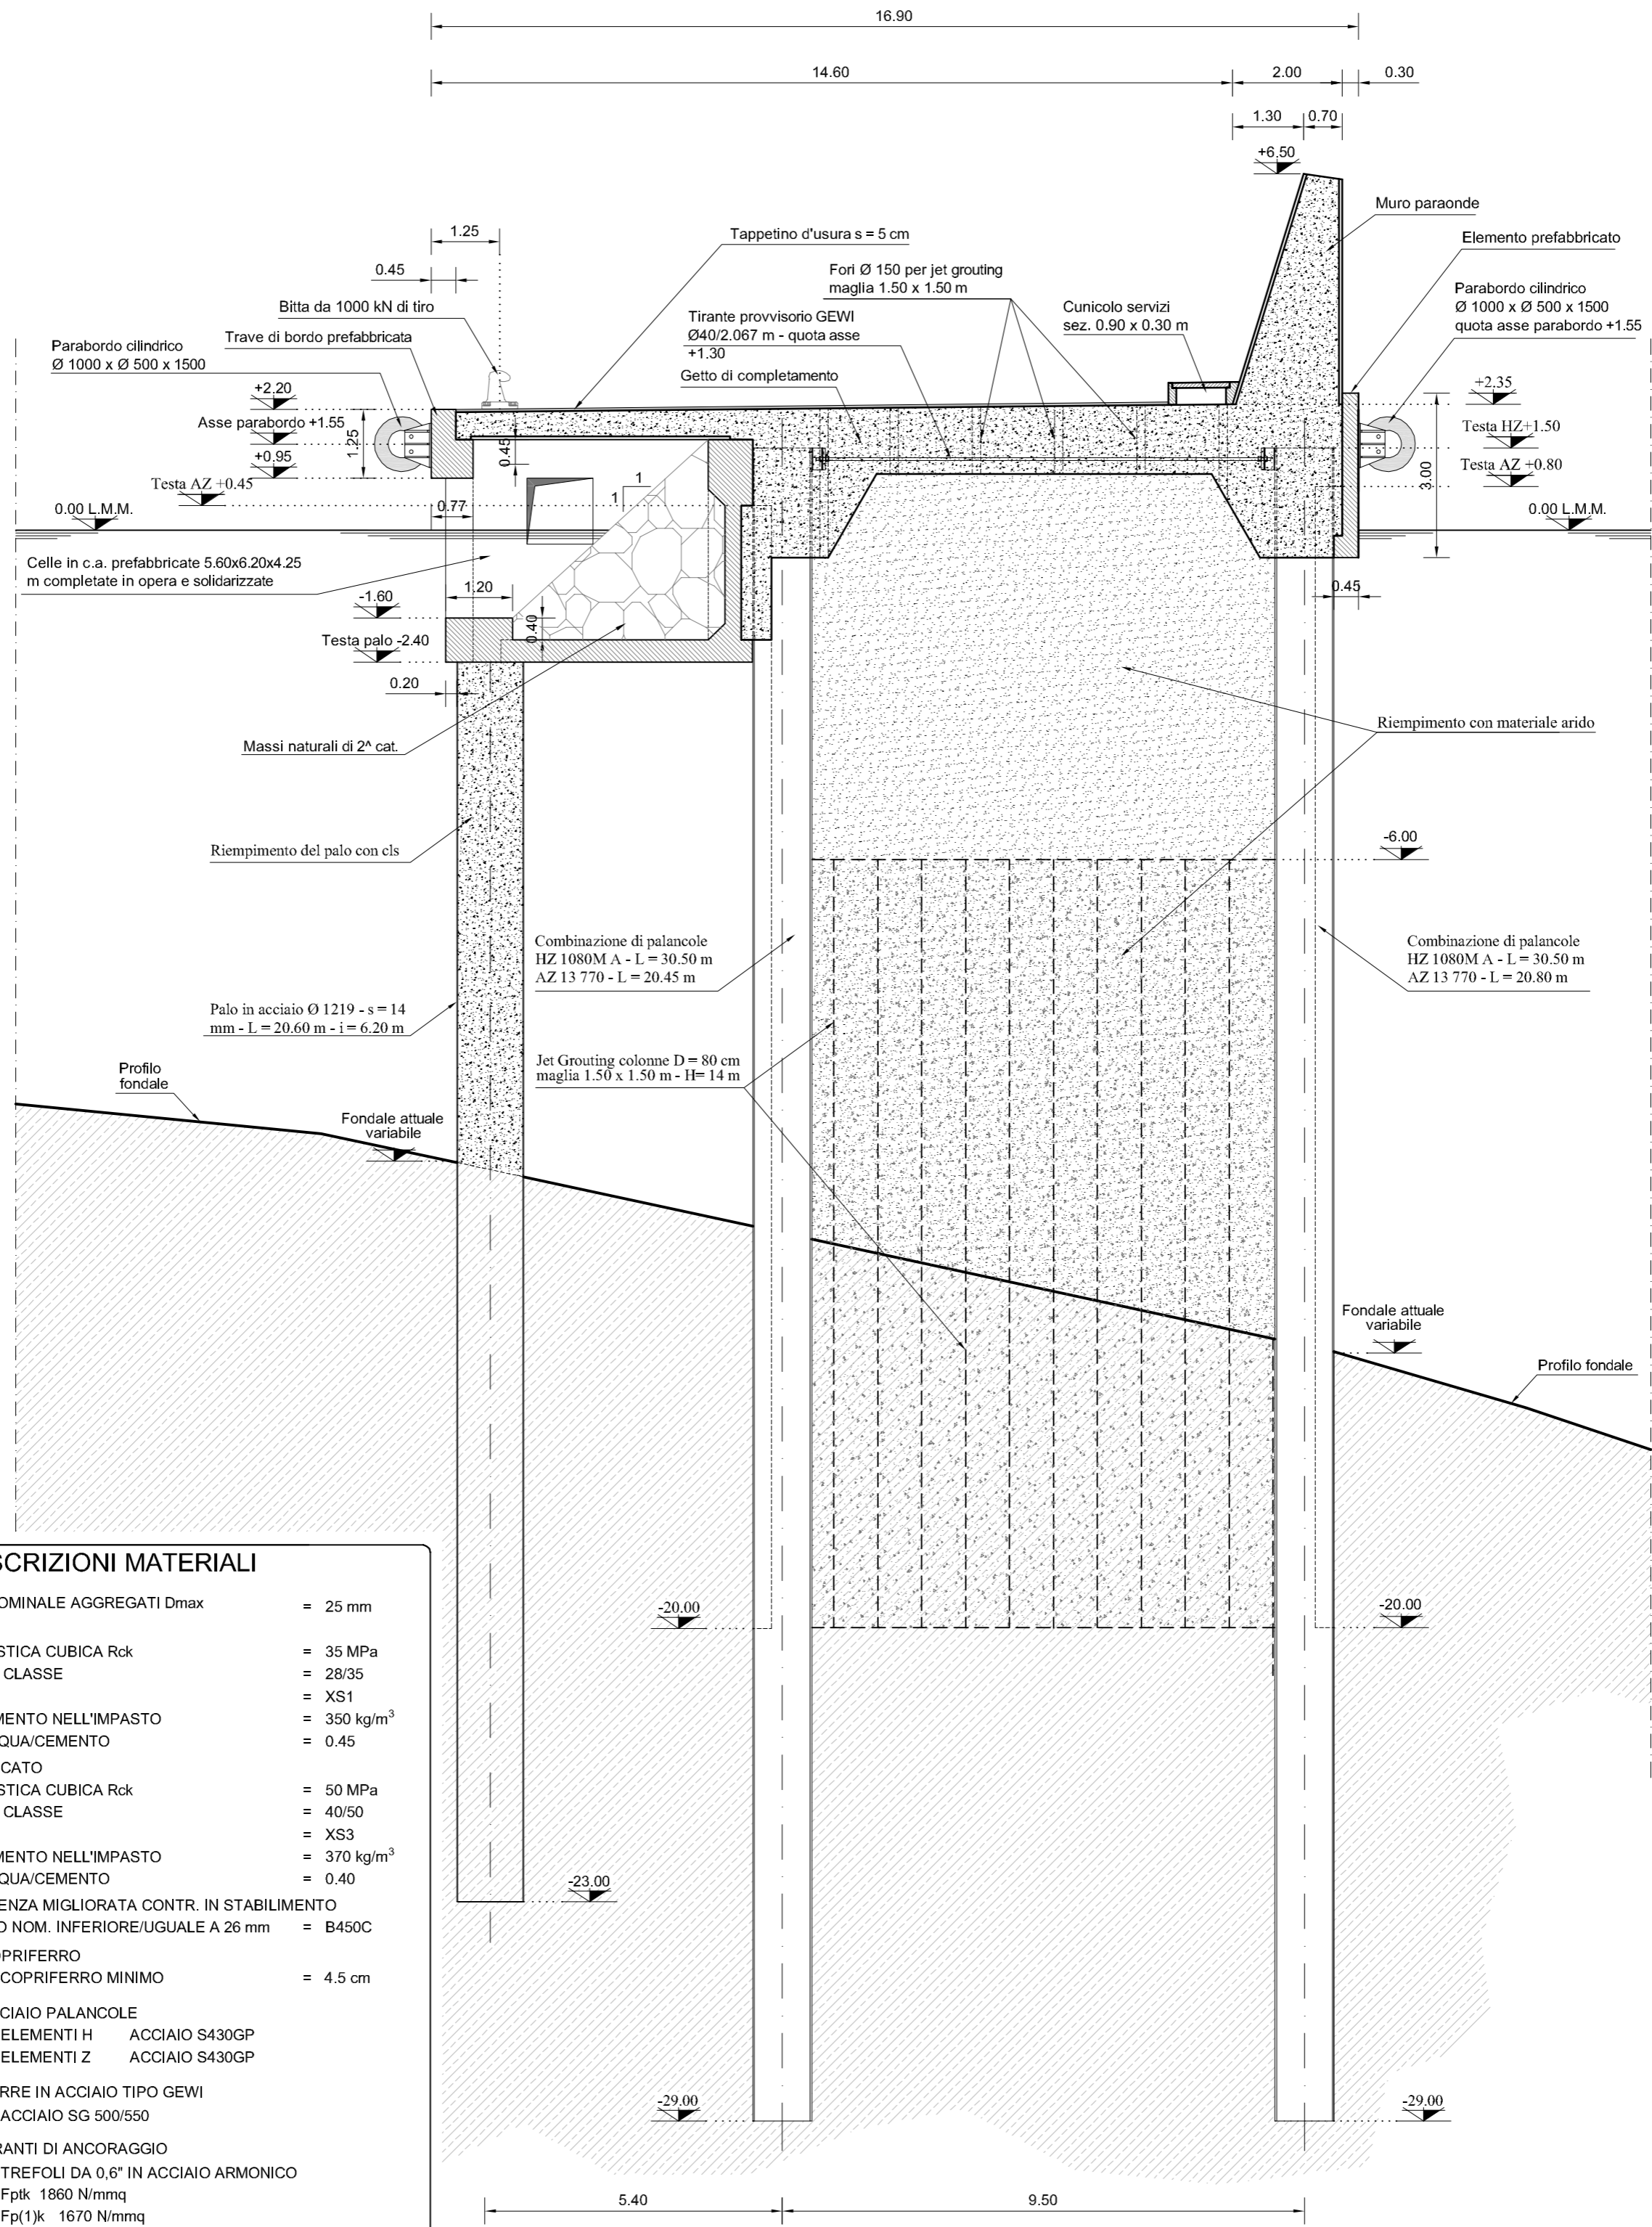 16.90
14.60
2.00
0.30
1.30
0.70
+6.50
Muro paraonde
1.25
Tappetino d'usura s = 5 cm
Elemento prefabbricato
0.45
Fori Ø 150 per jet grouting
maglia 1.50 x 1.50 m
Parabordo cilindrico
Ø 1000 x Ø 500 x 1500
quota asse parabordo +1.55
Bitta da 1000 kN di tiro
Tirante provvisorio GEWI
Ø40/2.067 m - quota asse
+1.30
Cunicolo servizi
sez. 0.90 x 0.30 m
Trave di bordo prefabbricata
Parabordo cilindrico
Ø 1000 x Ø 500 x 1500
Getto di completamento
+2.20
+2.35
Asse parabordo +1.55
1.25
0.45
Testa HZ+1.50
+0.95
Testa AZ +0.80
3.00
Testa AZ +0.45
1
1
0.77
0.00 L.M.M.
0.00 L.M.M.
Celle in c.a. prefabbricate 5.60x6.20x4.25
m completate in opera e solidarizzate
1.20
0.45
-1.60
0.40
Testa palo -2.40
0.20
Riempimento con materiale arido
Massi naturali di 2^ cat.
-6.00
Riempimento del palo con cls
Combinazione di palancole
HZ 1080M A - L = 30.50 m
AZ 13 770 - L = 20.45 m
Combinazione di palancole
HZ 1080M A - L = 30.50 m
AZ 13 770 - L = 20.80 m
Palo in acciaio Ø 1219 - s = 14
mm - L = 20.60 m - i = 6.20 m
Jet Grouting colonne D = 80 cm
maglia 1.50 x 1.50 m - H= 14 m
Profilo
fondale
Fondale attuale
variabile
Fondale attuale
variabile
Profilo fondale
-20.00
-20.00
-23.00
-29.00
-29.00
5.40
9.50
SCRIZIONI MATERIALI
OMINALE AGGREGATI Dmax = 25 mm
STICA CUBICA Rck = 35 MPa
CLASSE = 28/35
= XS1
MENTO NELL'IMPASTO = 350 kg/m³
QUA/CEMENTO = 0.45
CATO
STICA CUBICA Rck = 50 MPa
CLASSE = 40/50
= XS3
MENTO NELL'IMPASTO = 370 kg/m³
QUA/CEMENTO = 0.40
ENZA MIGLIORATA CONTR. IN STABILIMENTO
O NOM. INFERIORE/UGUALE A 26 mm = B450C
OPRIFERRO
COPRIFERRO MINIMO = 4.5 cm
CIAIO PALANCOLE
ELEMENTI H ACCIAIO S430GP
ELEMENTI Z ACCIAIO S430GP
RRE IN ACCIAIO TIPO GEWI
ACCIAIO SG 500/550
RANTI DI ANCORAGGIO
TREFOLI DA 0,6" IN ACCIAIO ARMONICO
Fptk 1860 N/mmq
Fp(1)k 1670 N/mmq